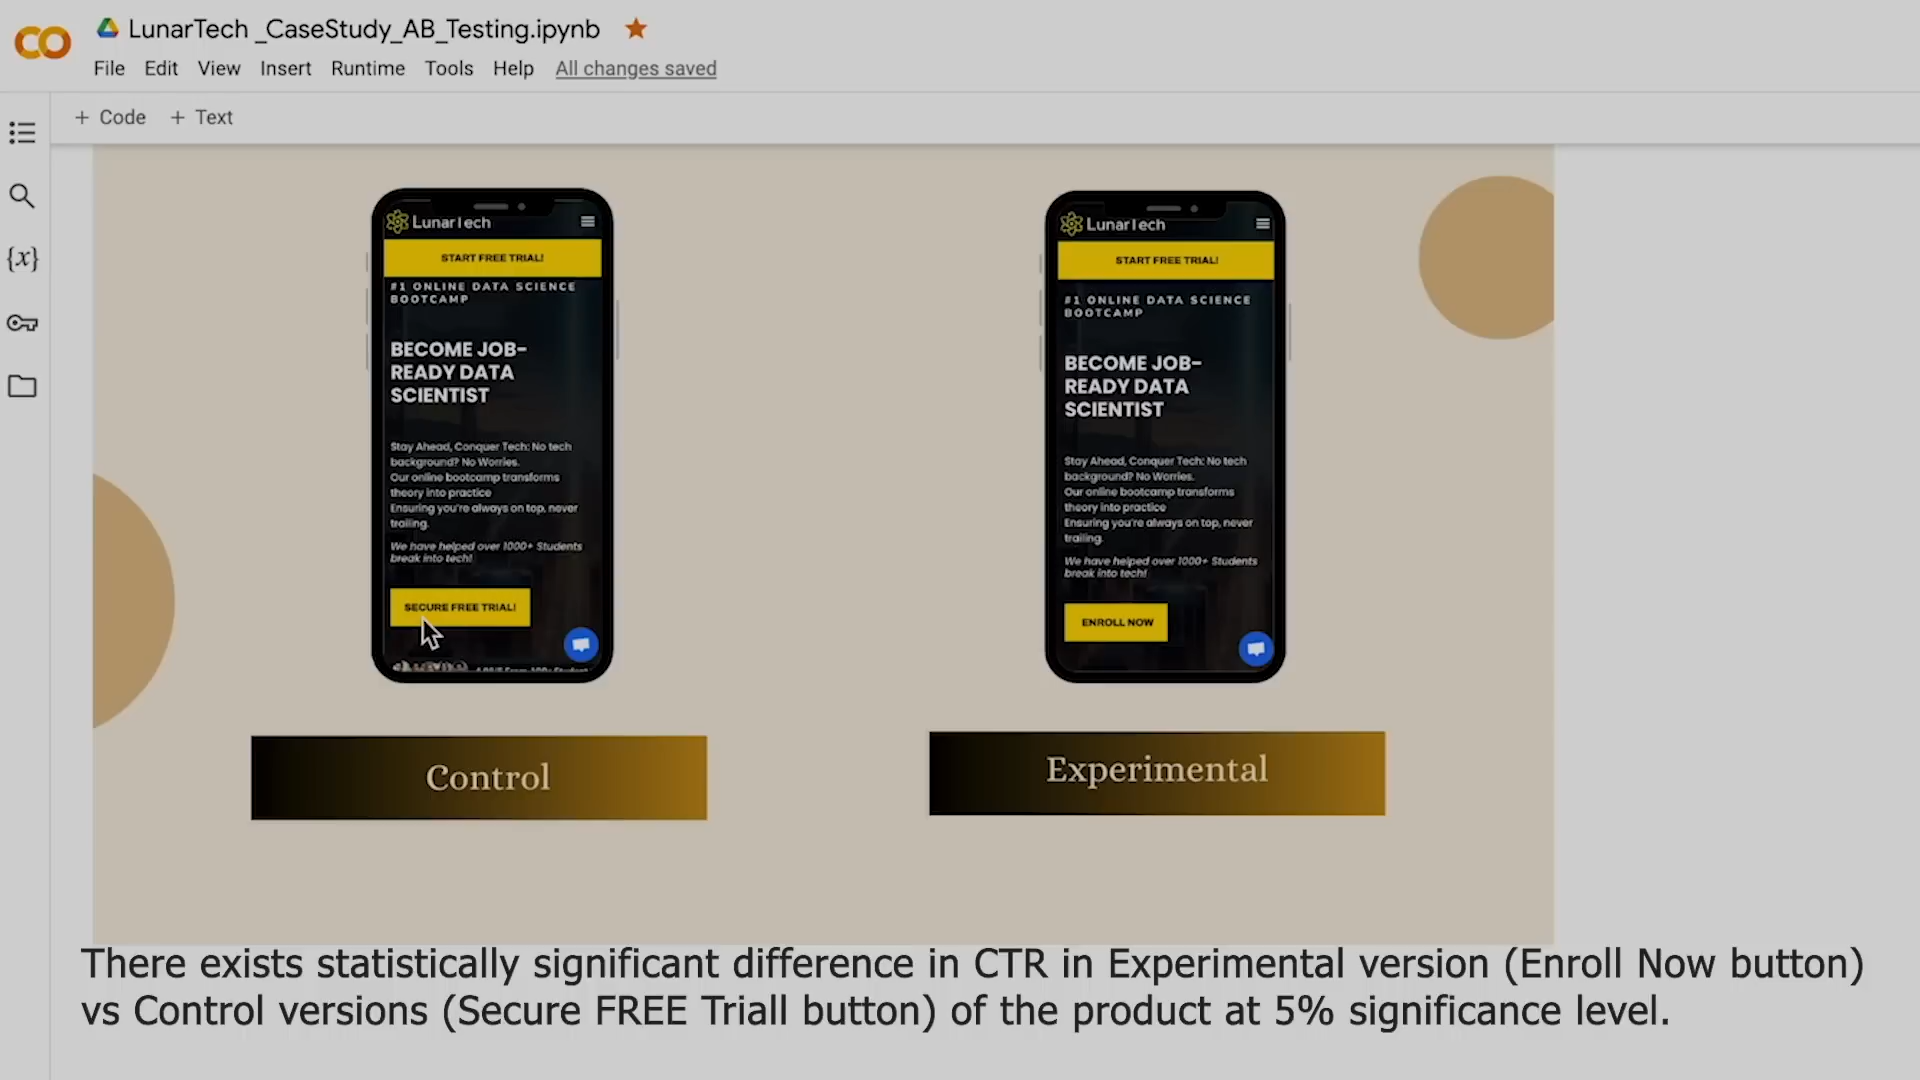 LunarTech _CaseStudy_AB_Testing.ipynb
File Edit View Insert Runtime Tools Help All changes saved
+ Code + Text
{x}
LunarTech
START FREE TRIAL!
#1 ONLINE DATA SCIENCE
BOOTCAMP
BECOME JOB-
READY DATA
SCIENTIST
Stay Ahead, Conquer Tech: No tech
background? No Worries.
Our online bootcamp transforms
theory into practice
Ensuring you're always on top, never
trailing.
We have helped over 1000+ Students
break into tech!
SECURE FREE TRIAL!
LunarTech
START FREE TRIAL!
#1 ONLINE DATA SCIENCE
BOOTCAMP
BECOME JOB-
READY DATA
SCIENTIST
Stay Ahead, Conquer Tech: No tech
background? No Worries.
Our online bootcamp transforms
theory into practice
Ensuring you're always on top, never
trailing.
We have helped over 1000+ Students
break into tech!
ENROLL NOW
Control
Experimental
There exists statistically significant difference in CTR in Experimental version (Enroll Now button)
vs Control versions (Secure FREE Triall button) of the product at 5% significance level.